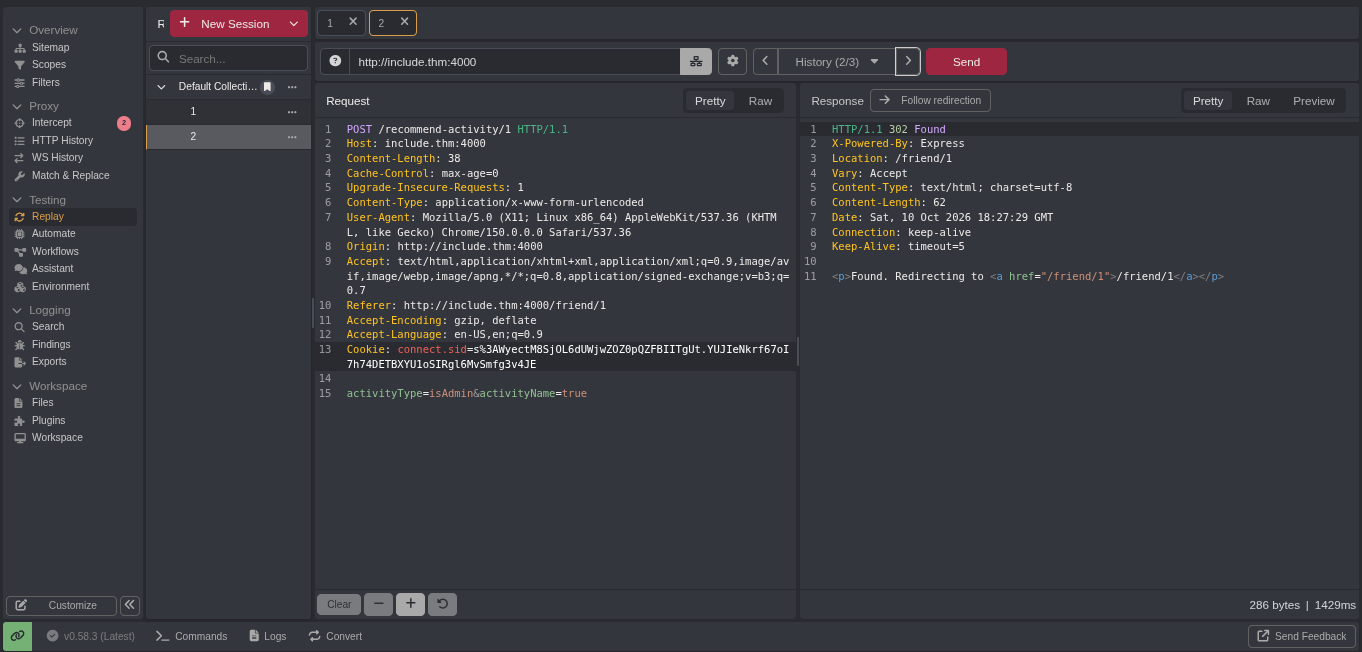 Overview
Sitemap
Scopes
Filters
Proxy
Intercept 2
HTTP History
WS History
Match & Replace
Testing
Replay
Automate
Workflows
Assistant
Environment
Logging
Search
Findings
Exports
Workspace
Files
Plugins
Workspace
Customize
R + New Session
Search...
Default Collecti... ...
1 ...
2 ...
1 ×
2 ×
http://include.thm:4000
History (2/3)
Send
Request
Pretty Raw
1 POST /recommend-activity/1 HTTP/1.1
2 Host: include.thm:4000
3 Content-Length: 38
4 Cache-Control: max-age=0
5 Upgrade-Insecure-Requests: 1
6 Content-Type: application/x-www-form-urlencoded
7 User-Agent: Mozilla/5.0 (X11; Linux x86_64) AppleWebKit/537.36 (KHTM
L, like Gecko) Chrome/150.0.0.0 Safari/537.36
8 Origin: http://include.thm:4000
9 Accept: text/html,application/xhtml+xml,application/xml;q=0.9,image/av
if,image/webp,image/apng,*/*;q=0.8,application/signed-exchange;v=b3;q=
0.7
10 Referer: http://include.thm:4000/friend/1
11 Accept-Encoding: gzip, deflate
12 Accept-Language: en-US,en;q=0.9
13 Cookie: connect.sid=s%3AWyectM8SjOL6dUWjwZOZ0pQZFBIITgUt.YUJIeNkrf67oI
7h74DETBXYU1oSIRgl6MvSmfg3v4JE
14
15 activityType=isAdmin&activityName=true
Clear − +
Response
Follow redirection
Pretty Raw Preview
1 HTTP/1.1 302 Found
2 X-Powered-By: Express
3 Location: /friend/1
4 Vary: Accept
5 Content-Type: text/html; charset=utf-8
6 Content-Length: 62
7 Date: Sat, 10 Oct 2026 18:27:29 GMT
8 Connection: keep-alive
9 Keep-Alive: timeout=5
10
11 <p>Found. Redirecting to <a href="/friend/1">/friend/1</a></p>
286 bytes | 1429ms
v0.58.3 (Latest)
Commands
Logs
Convert
Send Feedback